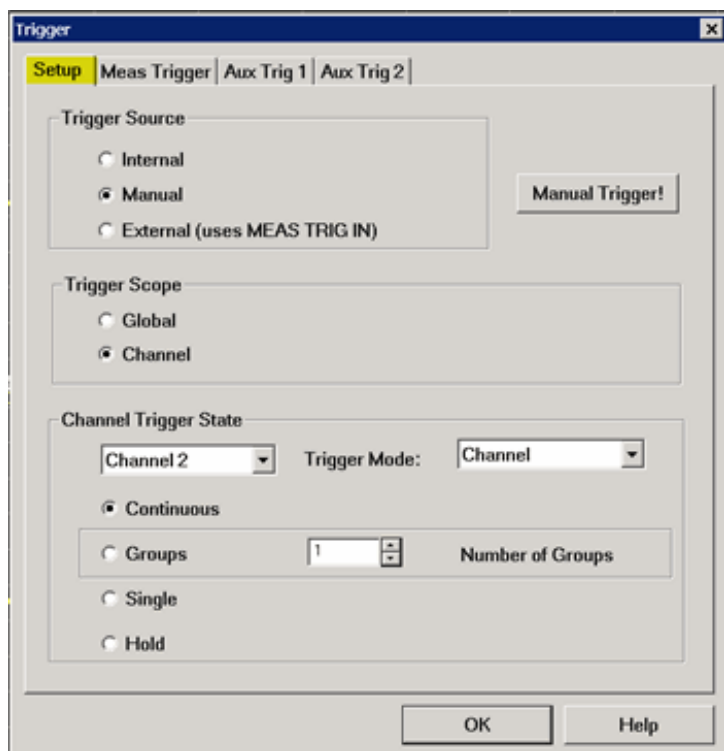 Trigger
Setup Meas Trigger Aux Trig 1 Aux Trig 2
Trigger Source
Internal
Manual
Manual Trigger!
External (uses MEAS TRIG IN)
Trigger Scope
Global
Channel
Channel Trigger State
Channel 2 Trigger Mode: Channel
Continuous
Groups 1 Number of Groups
Single
Hold
OK Help